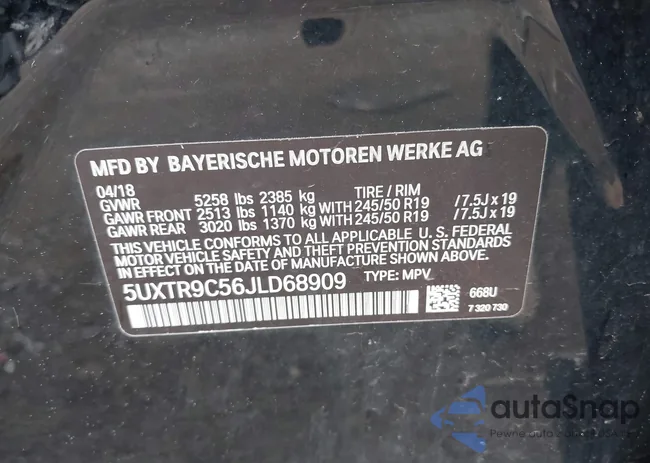 MFD BY BAYERISCHE MOTOREN WERKE AG
04/18 TIRE / RIM
GVWR 5258 lbs 2385 kg
GAWR FRONT 2513 lbs 1140 kg WITH 245/50 R19 / 7.5J x 19
GAWR REAR 3020 lbs 1370 kg WITH 245/50 R19 / 7.5J x 19
THIS VEHICLE CONFORMS TO ALL APPLICABLE U.S. FEDERAL
MOTOR VEHICLE SAFETY AND THEFT PREVENTION STANDARDS
IN EFFECT ON THE DATE OF MANUFACTURE SHOWN ABOVE.
5UXTR9C56JLD68909 TYPE: MPV
668U
7 320 730
autaSnap
Pewne auta z